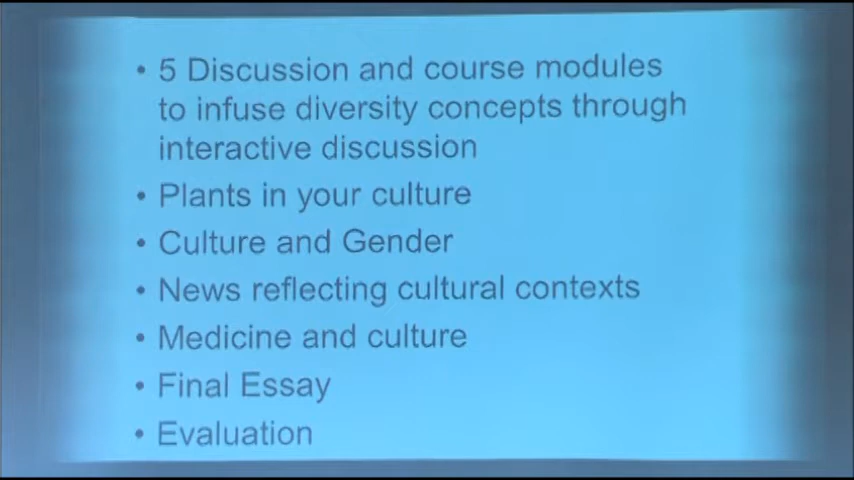 • 5 Discussion and course modules
to infuse diversity concepts through
interactive discussion
• Plants in your culture
• Culture and Gender
• News reflecting cultural contexts
• Medicine and culture
• Final Essay
• Evaluation